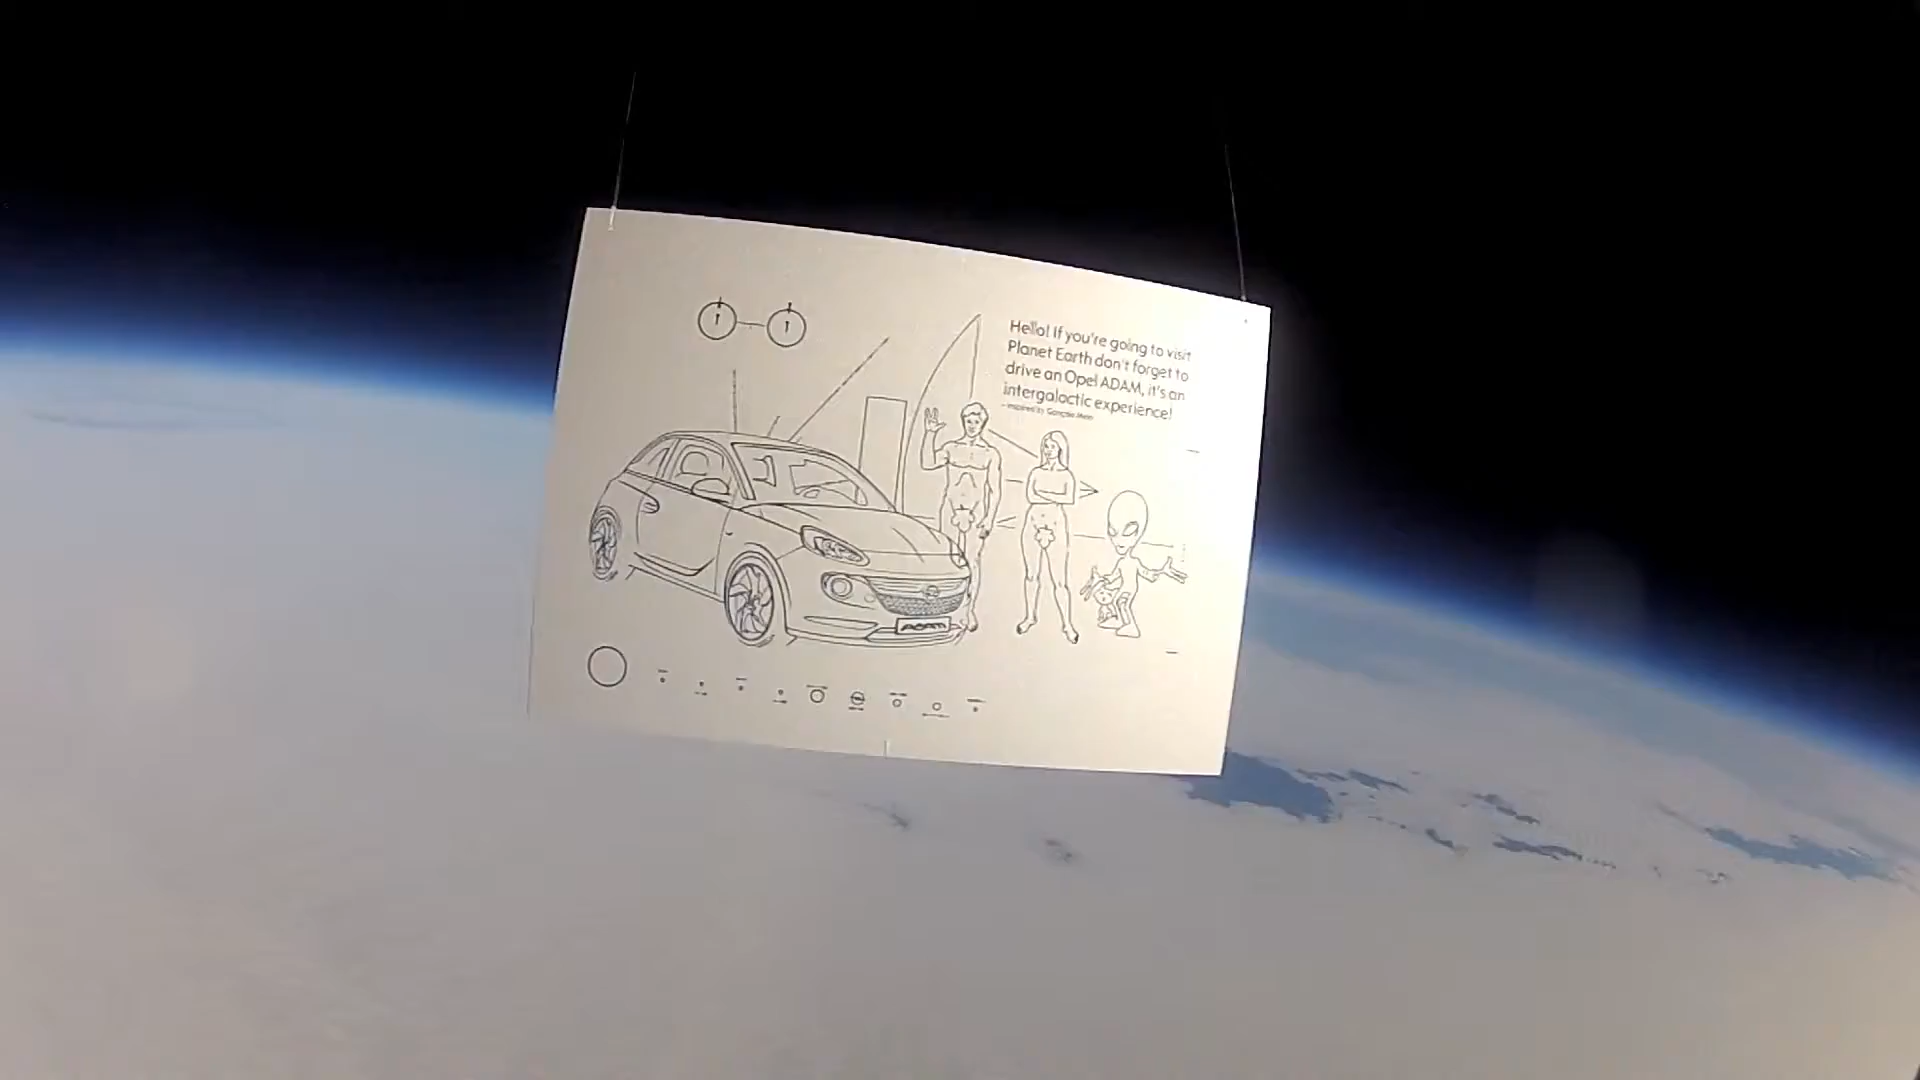 Hello! If you're going to visit
Planet Earth don't forget to
drive an Opel ADAM, it's an
intergalactic experience!
ADAM